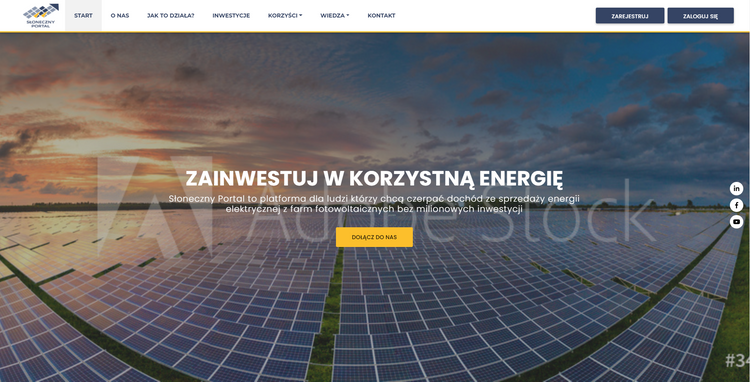 SŁONECZNY
PORTAL
START
O NAS
JAK TO DZIAŁA?
INWESTYCJE
KORZYŚCI
WIEDZA
KONTAKT
ZAREJESTRUJ
ZALOGUJ SIĘ
ZAINWESTUJ W KORZYSTNĄ ENERGIĘ
Słoneczny Portal to platforma dla ludzi którzy chcą czerpać dochód ze sprzedaży energii
elektrycznej z farm fotowoltaicznych bez milionowych inwestycji
Adobe Stock
DOŁĄCZ DO NAS
in
f
#34